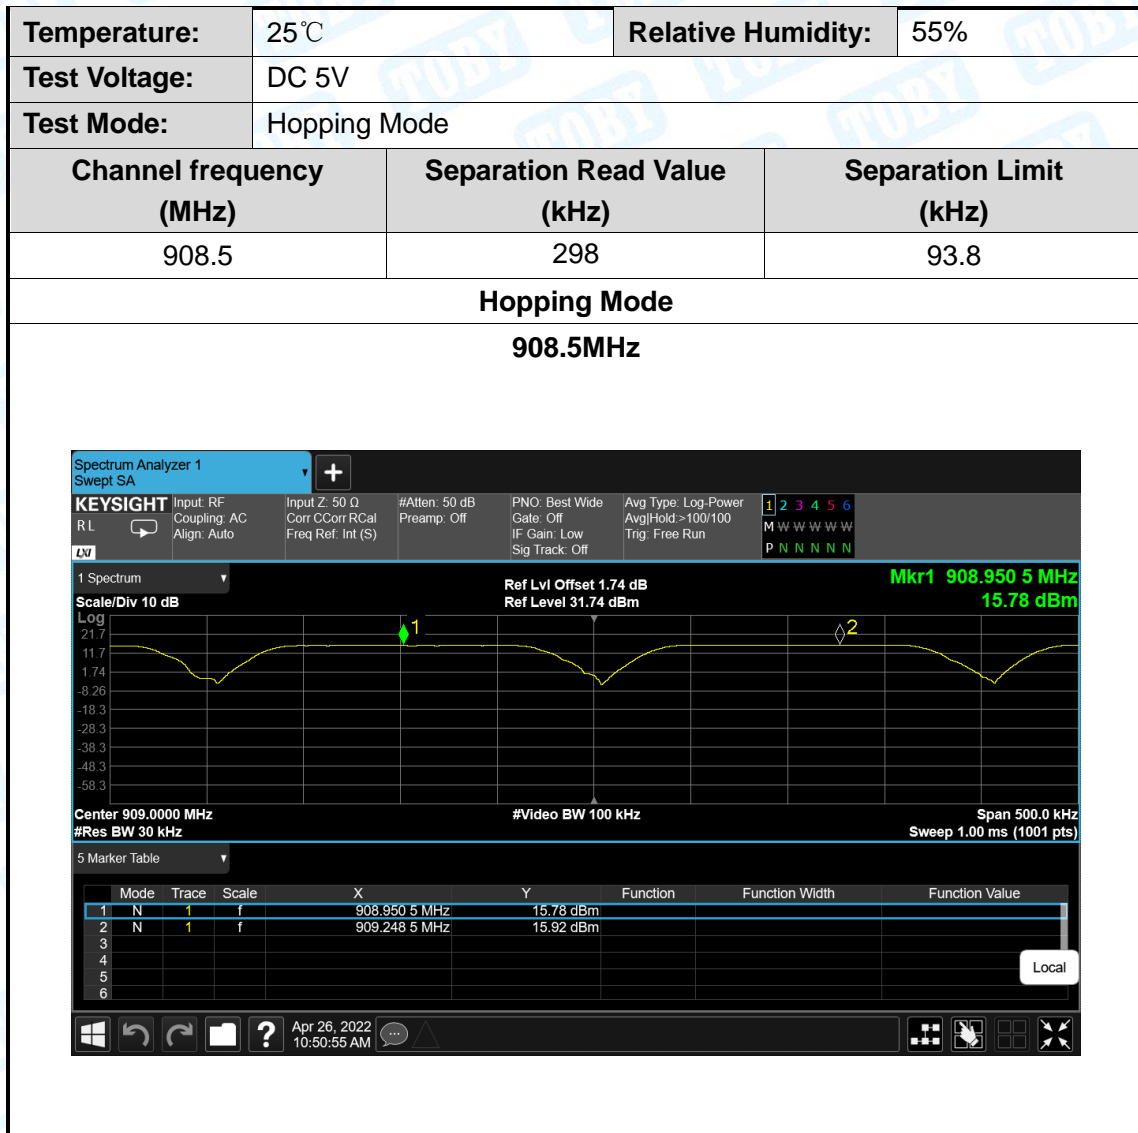 Temperature: 25℃ Relative Humidity: 55%
Test Voltage: DC 5V
Test Mode: Hopping Mode
Channel frequency (MHz) Separation Read Value (kHz) Separation Limit (kHz)
908.5 298 93.8
Hopping Mode
908.5MHz
Spectrum Analyzer 1
Swept SA
+
KEYSIGHT Input: RF Input Z: 50 Ω #Atten: 50 dB PNO: Best Wide Avg Type: Log-Power 1 2 3 4 5 6
R L Coupling: AC Corr CCorr RCal Preamp: Off Gate: Off Avg|Hold:>100/100 M W W W W W
Align: Auto Freq Ref: Int (S) IF Gain: Low Trig: Free Run
LXI Sig Track: Off P N N N N N
1 Spectrum Ref Lvl Offset 1.74 dB Mkr1 908.950 5 MHz
Scale/Div 10 dB Ref Level 31.74 dBm 15.78 dBm
Log
21.7 1 2
11.7
1.74
-8.26
-18.3
-28.3
-38.3
-48.3
-58.3
Center 909.0000 MHz #Video BW 100 kHz Span 500.0 kHz
#Res BW 30 kHz Sweep 1.00 ms (1001 pts)
5 Marker Table
Mode Trace Scale X Y Function Function Width Function Value
1 N 1 f 908.950 5 MHz 15.78 dBm
2 N 1 f 909.248 5 MHz 15.92 dBm
3
4
5
6
Local
? Apr 26, 2022
10:50:55 AM
TOBY
TOBY
TOBY
TOBY
TOBY